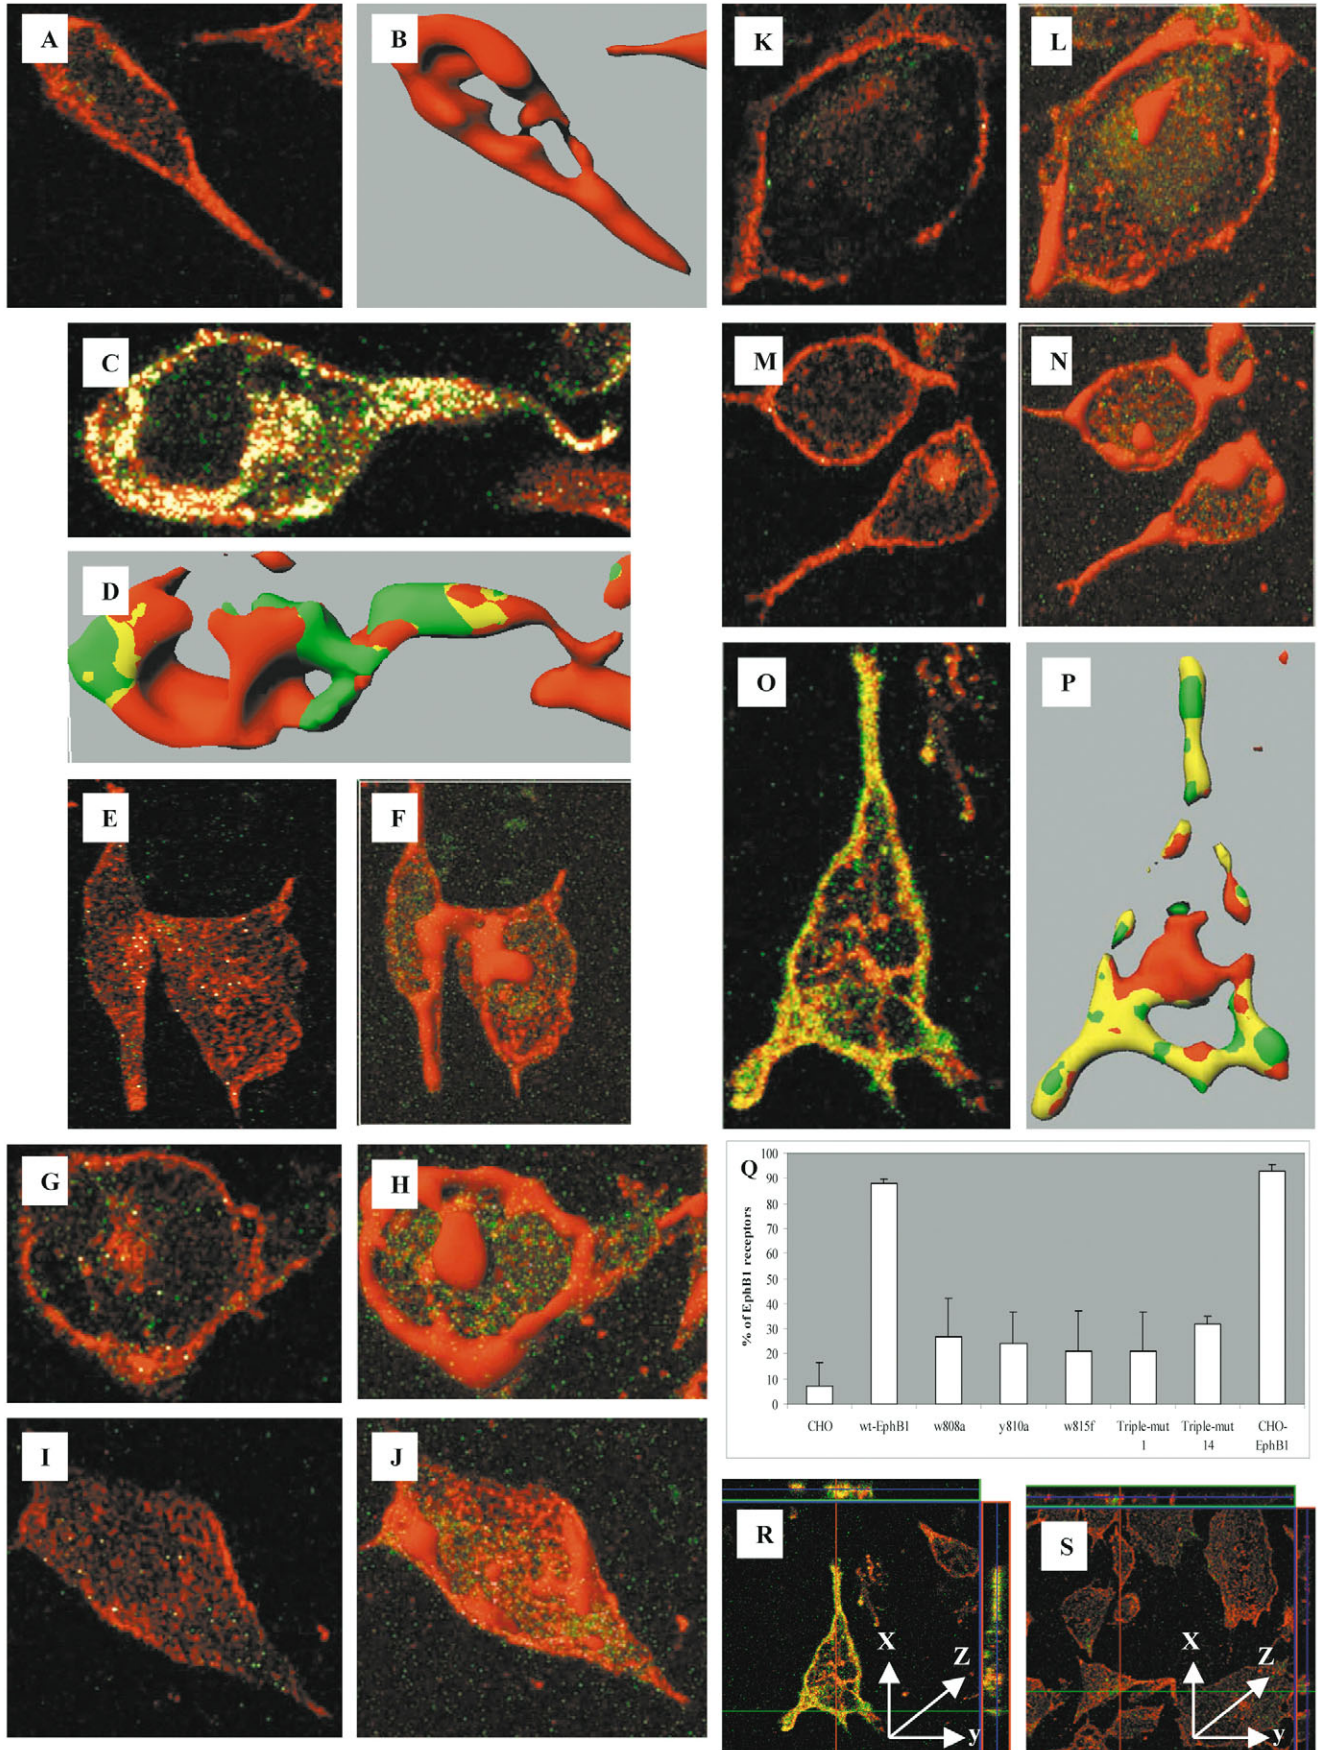 A
B
K
L
C
M
N
D
O
P
E
F
G
H
Q
% of EphB1 receptors
100
90
80
70
60
50
40
30
20
10
0
CHO
wt-EphB1
w808a
y810a
w815f
Triple-mut 1
Triple-mut 14
CHO-EphB1
I
J
R
X
Z
y
S
X
Z
y